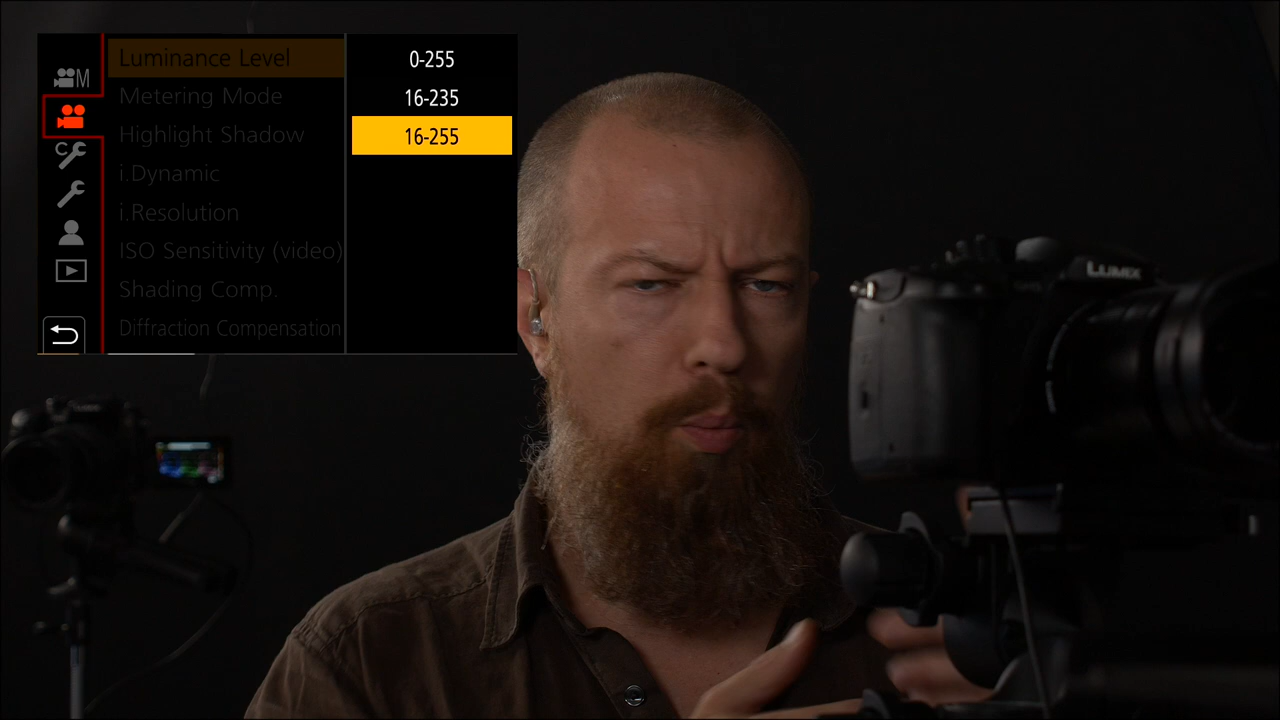 Luminance Level
Metering Mode
Highlight Shadow
i.Dynamic
i.Resolution
ISO Sensitivity (video)
Shading Comp.
Diffraction Compensation
0-255
16-235
16-255
M
C
LUMIX